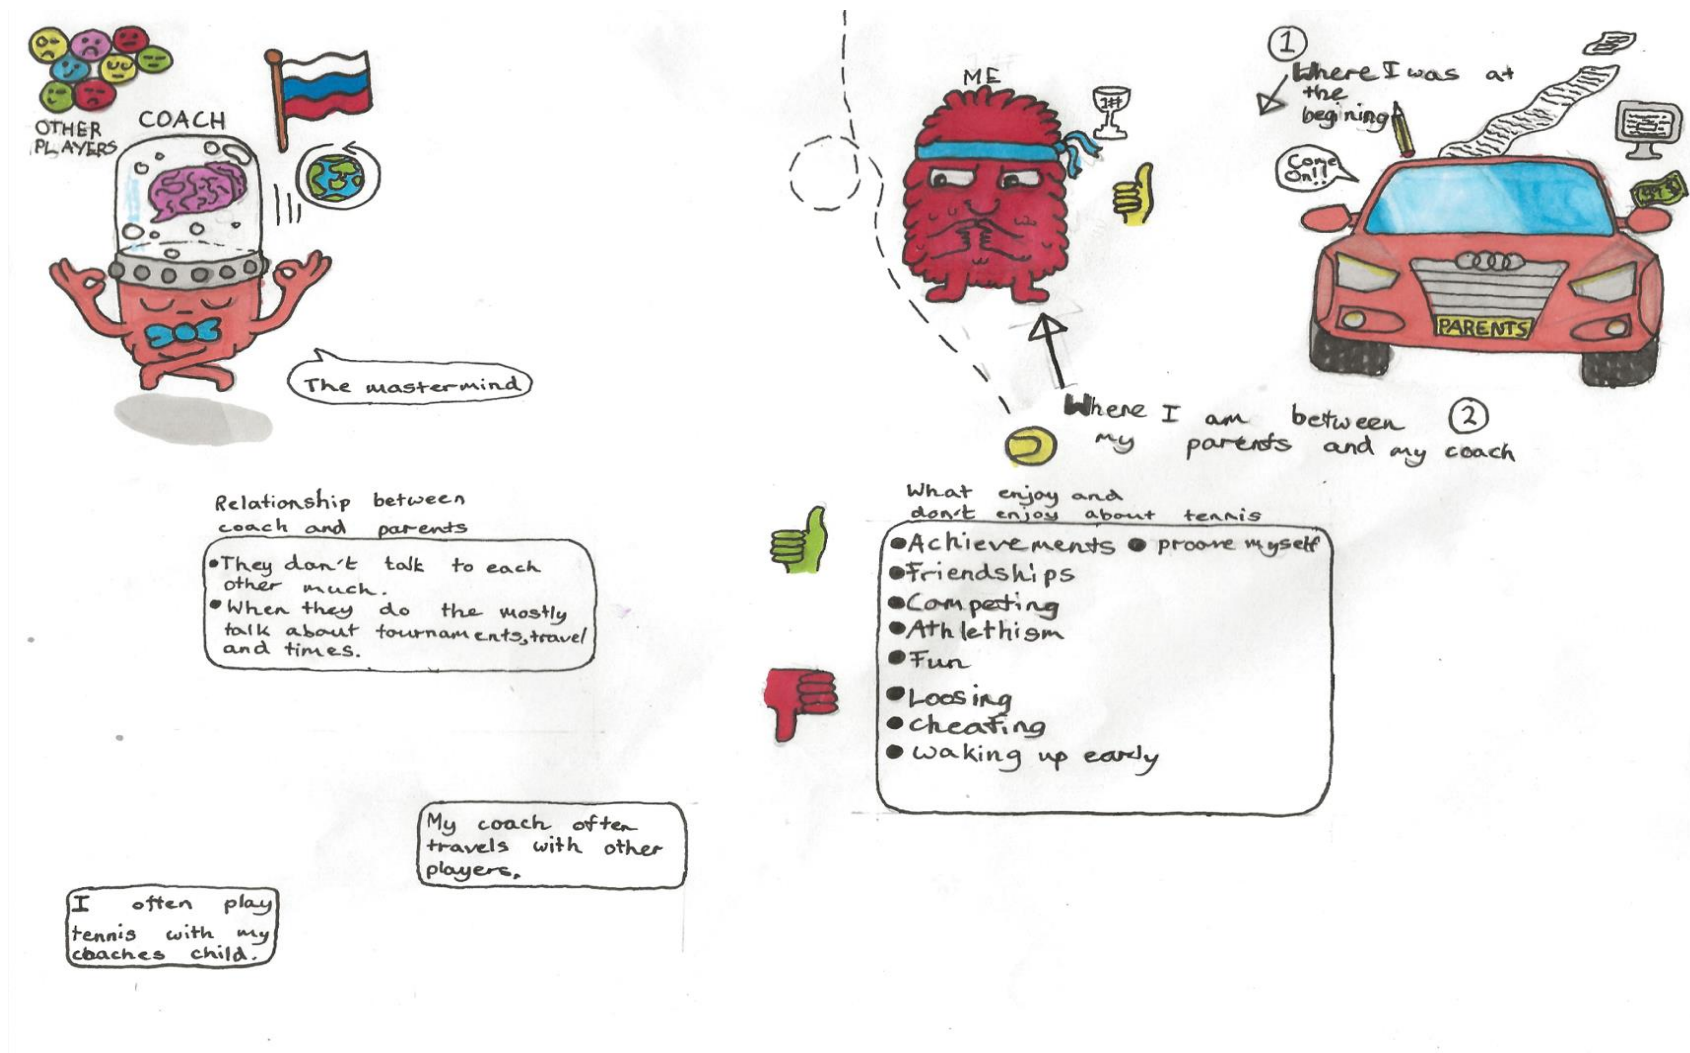 OTHER
PLAYERS
COACH
The mastermind
ME
1#
1
Where I was at
the
begining
Come
On!!
PARENTS
Where I am between 2
my parents and my coach
Relationship between
coach and parents
•They don't talk to each
other much.
•When they do the mostly
talk about tournaments,travel
and times.
What enjoy and
don't enjoy about tennis
•Achievements • proove myself
•Friendships
•Competing
•Athlethism
•Fun
•Loosing
•cheating
•waking up early
My coach often
travels with other
players.
I often play
tennis with my
coaches child.